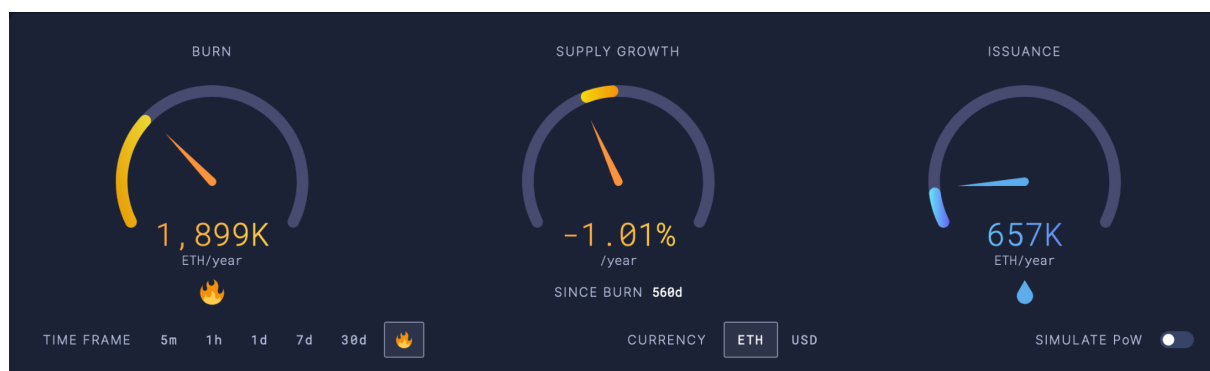 BURN
SUPPLY GROWTH
ISSUANCE
1,899K
-1.01%
657K
ETH/year
/year
ETH/year
SINCE BURN 560d
TIME FRAME 5m 1h 1d 7d 30d
CURRENCY ETH USD
SIMULATE PoW